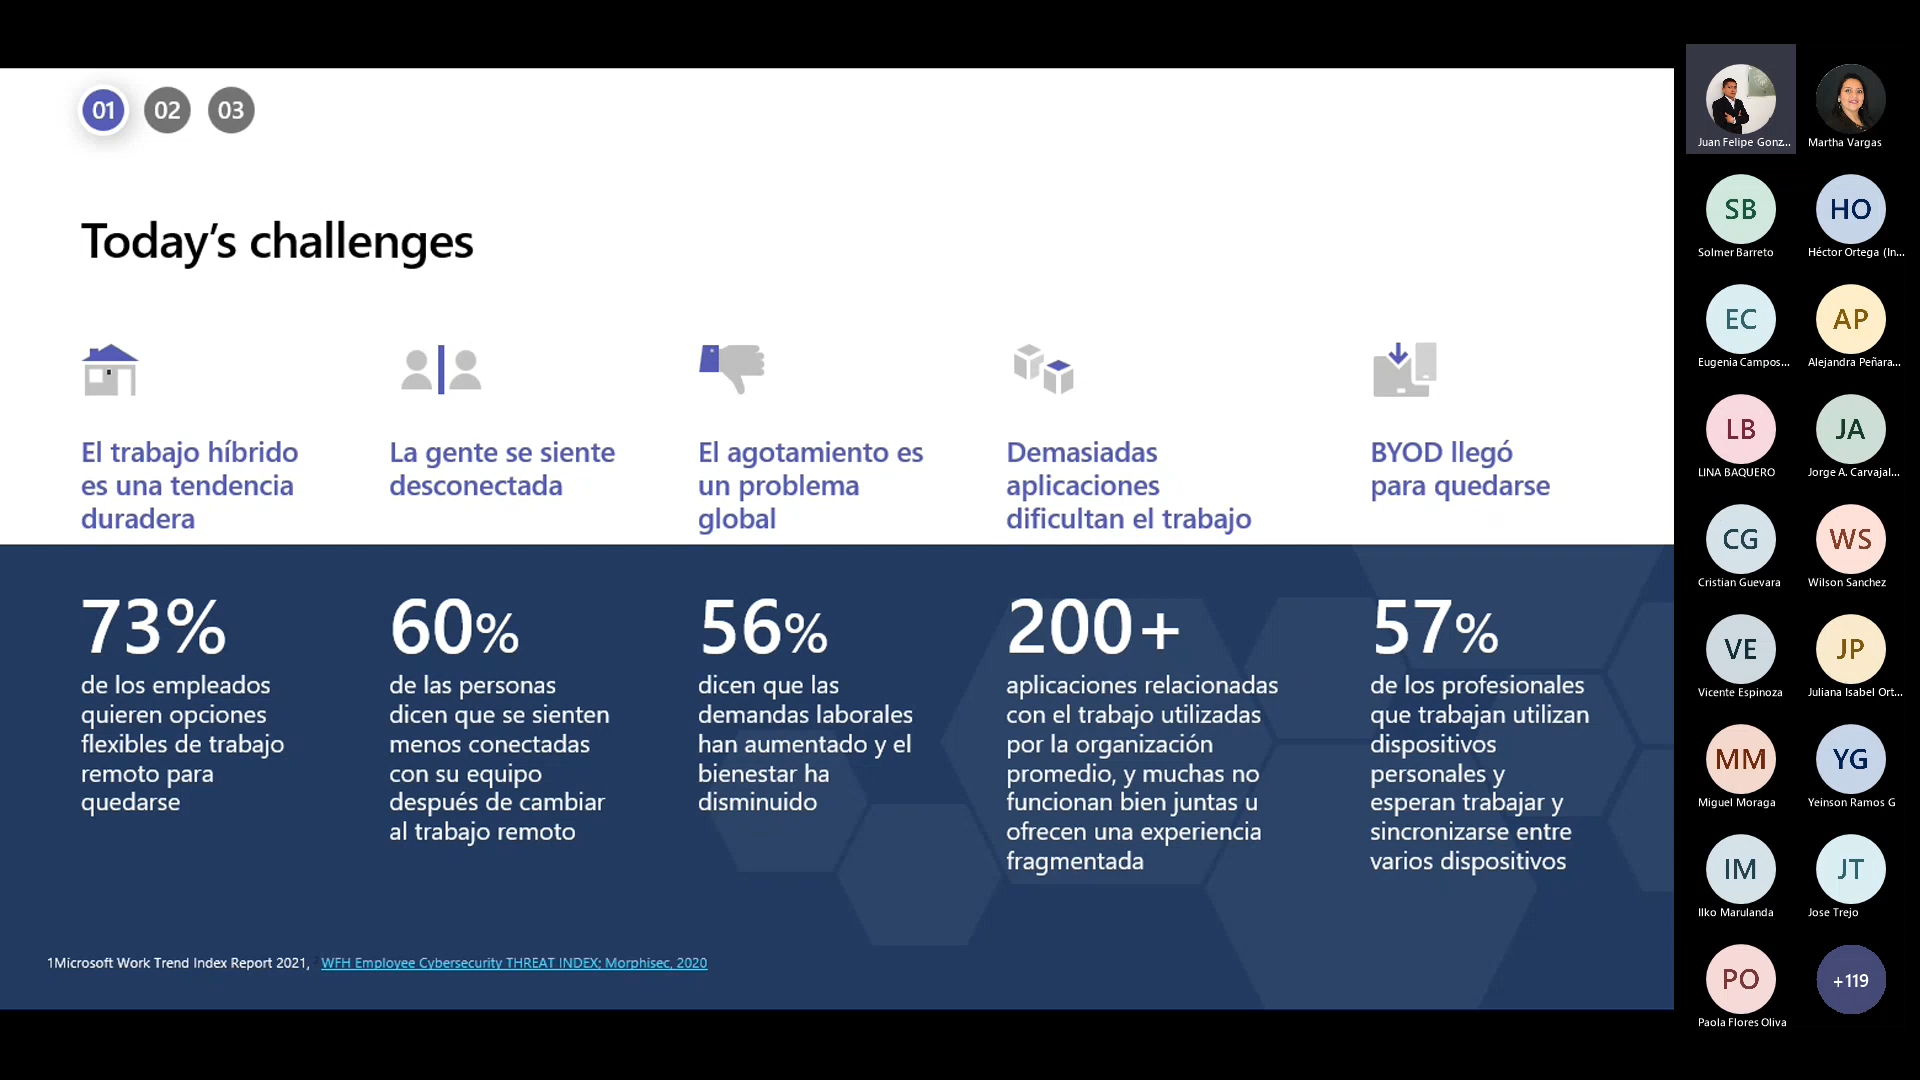 01 02 03
Today's challenges
El trabajo híbrido
es una tendencia
duradera
La gente se siente
desconectada
El agotamiento es
un problema
global
Demasiadas
aplicaciones
dificultan el trabajo
BYOD llegó
para quedarse
73%
de los empleados
quieren opciones
flexibles de trabajo
remoto para
quedarse
60%
de las personas
dicen que se sienten
menos conectadas
con su equipo
después de cambiar
al trabajo remoto
56%
dicen que las
demandas laborales
han aumentado y el
bienestar ha
disminuido
200+
aplicaciones relacionadas
con el trabajo utilizadas
por la organización
promedio, y muchas no
funcionan bien juntas u
ofrecen una experiencia
fragmentada
57%
de los profesionales
que trabajan utilizan
dispositivos
personales y
esperan trabajar y
sincronizarse entre
varios dispositivos
1Microsoft Work Trend Index Report 2021, WFH Employee Cybersecurity THREAT INDEX; Morphisec, 2020
Juan Felipe Gonz...
Martha Vargas
SB
Solmer Barreto
HO
Héctor Ortega (In...
EC
Eugenia Campos...
AP
Alejandra Peñara...
LB
LINA BAQUERO
JA
Jorge A. Carvajal...
CG
Cristian Guevara
WS
Wilson Sanchez
VE
Vicente Espinoza
JP
Juliana Isabel Ort...
MM
Miguel Moraga
YG
Yeinson Ramos G
IM
Ilko Marulanda
JT
Jose Trejo
PO
Paola Flores Oliva
+119